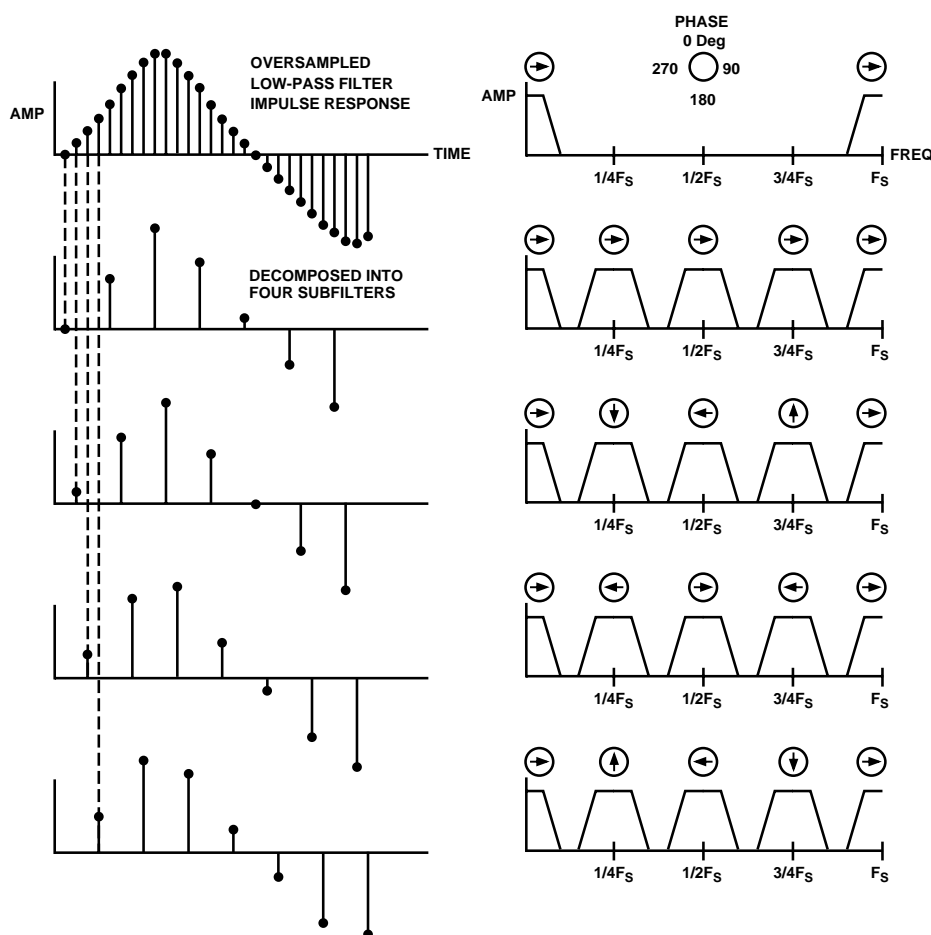 OVERSAMPLED
LOW-PASS FILTER
IMPULSE RESPONSE
AMP
TIME
PHASE
0 Deg
270 90
180
AMP
FREQ
1/4FS 1/2FS 3/4FS FS
DECOMPOSED INTO
FOUR SUBFILTERS
1/4FS 1/2FS 3/4FS FS
1/4FS 1/2FS 3/4FS FS
1/4FS 1/2FS 3/4FS FS
1/4FS 1/2FS 3/4FS FS